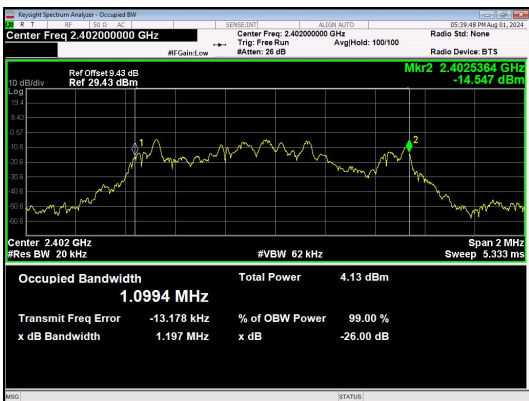 Keysight Spectrum Analyzer - Occupied BW
R T RF 50 Ω AC SENSE:INT ALIGN AUTO 05:39:48 PM Aug 01, 2024
Center Freq 2.402000000 GHz Center Freq: 2.402000000 GHz Radio Std: None
Trig: Free Run Avg|Hold: 100/100
#IFGain:Low #Atten: 26 dB Radio Device: BTS
Ref Offset 9.43 dB Mkr2 2.4025364 GHz
10 dB/div Ref 29.43 dBm -14.547 dBm
Log
19.4
9.43
-0.57
-10.6
-20.6
-30.6
-40.6
-50.6
-60.6
1
2
Center 2.402 GHz Span 2 MHz
#Res BW 20 kHz #VBW 62 kHz Sweep 5.333 ms
Occupied Bandwidth Total Power 4.13 dBm
1.0994 MHz
Transmit Freq Error -13.178 kHz % of OBW Power 99.00 %
x dB Bandwidth 1.197 MHz x dB -26.00 dB
MSG STATUS